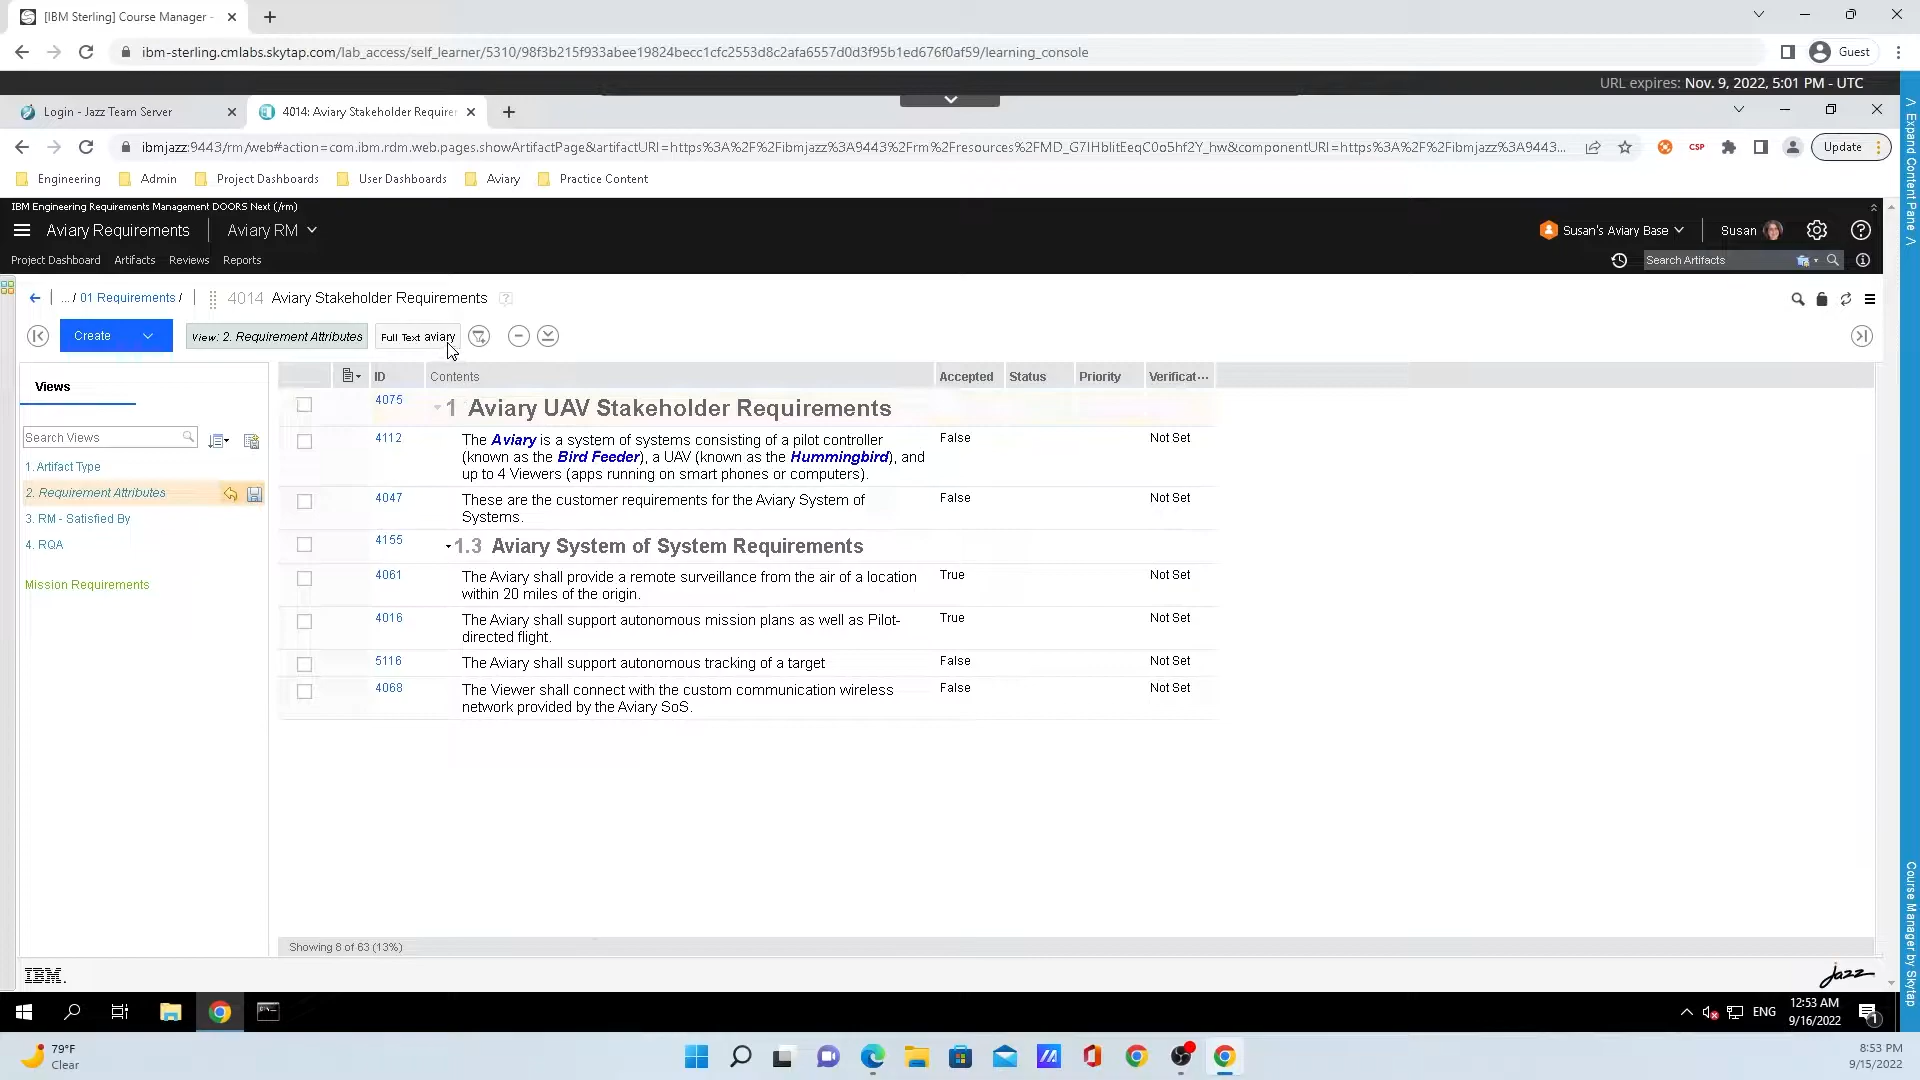 [IBM Sterling] Course Manager -
ibm-sterling.cmlabs.skytap.com/lab_access/self_learner/5310/98f3b215f933abee19824becc1cfc2553d8c2afa6557d0d3f95b1ed676f0af59/learning_console
Guest
URL expires: Nov. 9, 2022, 5:01 PM - UTC
Login - Jazz Team Server
4014: Aviary Stakeholder Require
ibmjazz:9443/rm/web#action=com.ibm.rdm.web.pages.showArtifactPage&artifactURI=https%3A%2F%2Fibmjazz%3A9443%2Frm%2Fresources%2FMD_G7IHblitEeqC0o5hf2Y_hw&componentURI=https%3A%2F%2Fibmjazz%3A9443...
CSP
Update
Engineering
Admin
Project Dashboards
User Dashboards
Aviary
Practice Content
IBM Engineering Requirements Management DOORS Next (/rm)
Aviary Requirements
Aviary RM
Susan's Aviary Base
Susan
Project Dashboard
Artifacts
Reviews
Reports
Search Artifacts
... / 01 Requirements /
4014 Aviary Stakeholder Requirements
Create
View: 2. Requirement Attributes
Full Text aviary
Views
Search Views
1. Artifact Type
2. Requirement Attributes
3. RM - Satisfied By
4. RQA
Mission Requirements
ID
Contents
Accepted
Status
Priority
Verificat...
4075
1 Aviary UAV Stakeholder Requirements
4112
The Aviary is a system of systems consisting of a pilot controller
(known as the Bird Feeder), a UAV (known as the Hummingbird), and
up to 4 Viewers (apps running on smart phones or computers).
False
Not Set
4047
These are the customer requirements for the Aviary System of
Systems.
False
Not Set
4155
1.3 Aviary System of System Requirements
4061
The Aviary shall provide a remote surveillance from the air of a location
within 20 miles of the origin.
True
Not Set
4016
The Aviary shall support autonomous mission plans as well as Pilot-
directed flight.
True
Not Set
5116
The Aviary shall support autonomous tracking of a target
False
Not Set
4068
The Viewer shall connect with the custom communication wireless
network provided by the Aviary SoS.
False
Not Set
Showing 8 of 63 (13%)
IBM.
Jazz
< Expand Content Pane <
Course Manager by Skytap
ENG
12:53 AM
9/16/2022
1
79°F
Clear
8:53 PM
9/15/2022